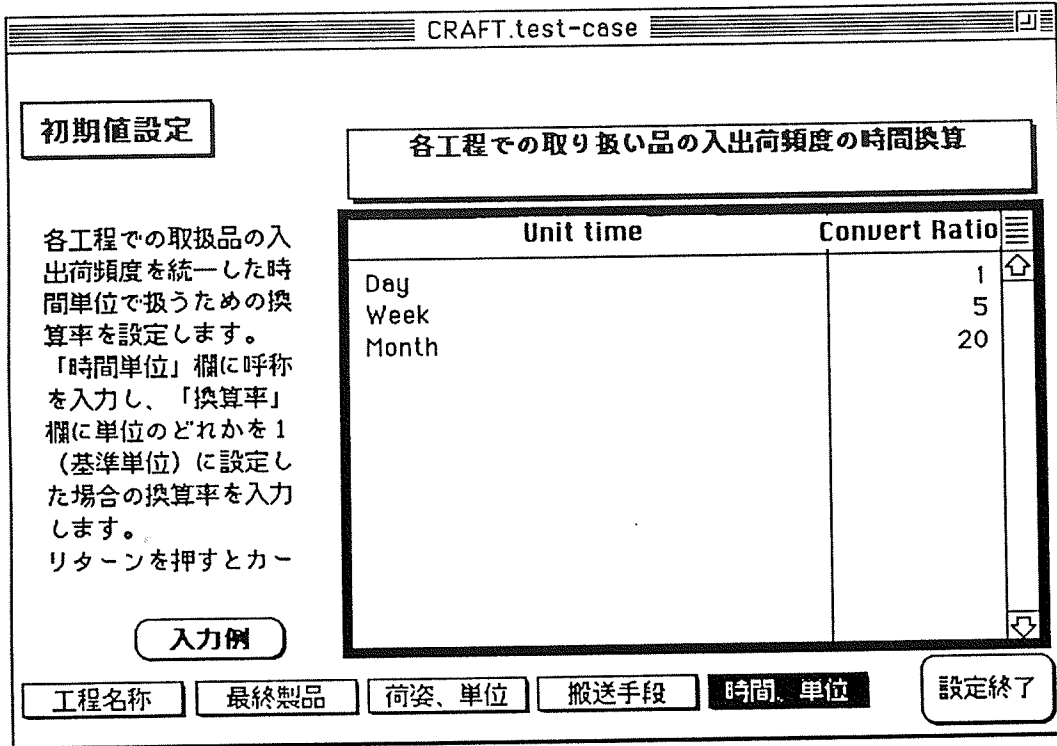 CRAFT.test-case
初期値設定
各工程での取り扱い品の入出荷頻度の時間換算
各工程での取扱品の入
出荷頻度を統一した時
間単位で扱うための換
算率を設定します。
「時間単位」欄に呼称
を入力し、「換算率」
欄に単位のどれかを1
（基準単位）に設定し
た場合の換算率を入力
します。
リターンを押すとカー
Unit time Convert Ratio
Day 1
Week 5
Month 20
入力例
工程名称 最終製品 荷姿、単位 搬送手段 時間、単位 設定終了